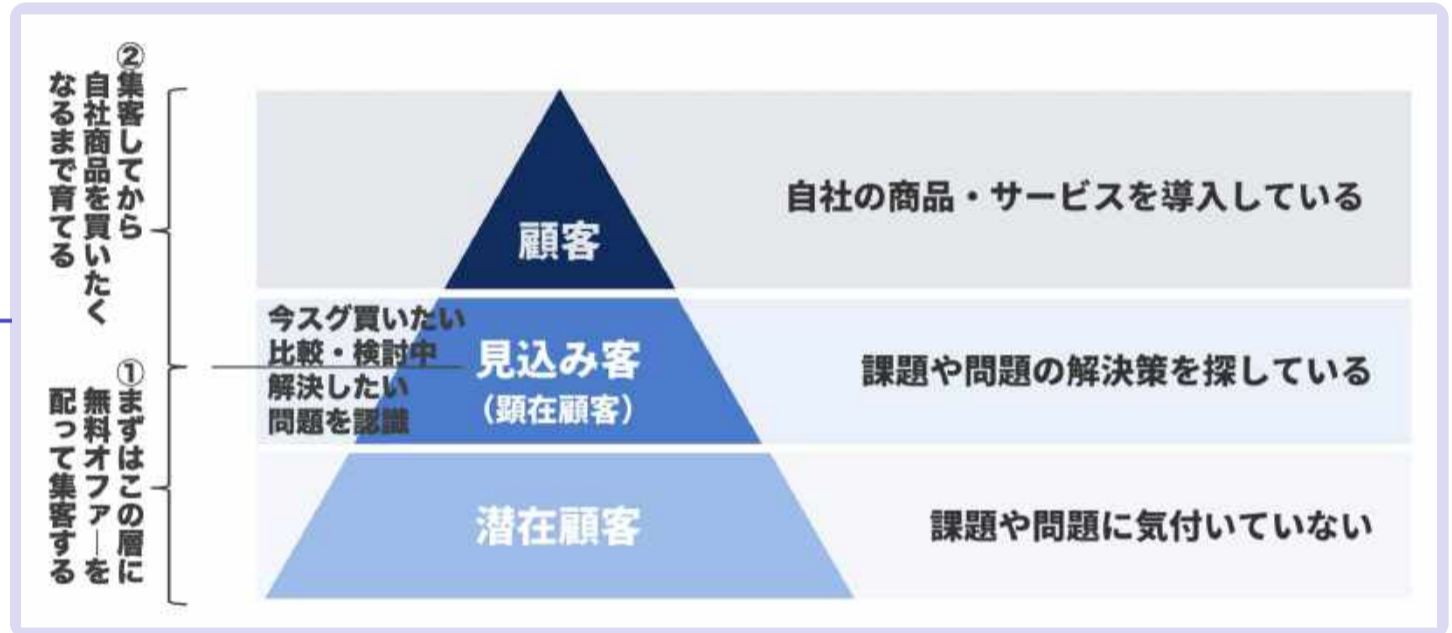 ②集客してから
自社商品を買いたく
なるまで育てる
①まずはこの層に
無料オファーを
配って集客する
顧客
自社の商品・サービスを導入している
今スグ買いたい
比較・検討中
解決したい
問題を認識
見込み客
（顕在顧客）
課題や問題の解決策を探している
潜在顧客
課題や問題に気付いていない